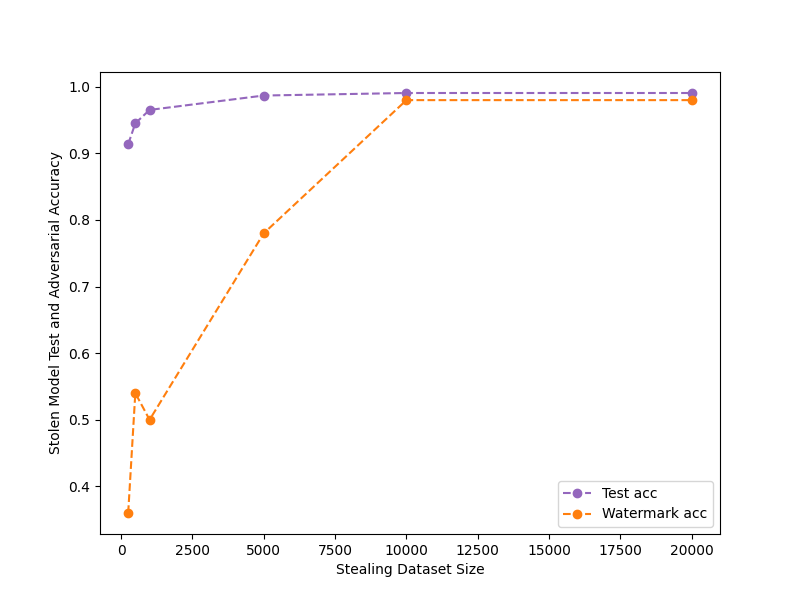 1.0
0.9
0.8
0.7
0.6
0.5
0.4
Stolen Model Test and Adversarial Accuracy
Test acc
Watermark acc
0 2500 5000 7500 10000 12500 15000 17500 20000
Stealing Dataset Size